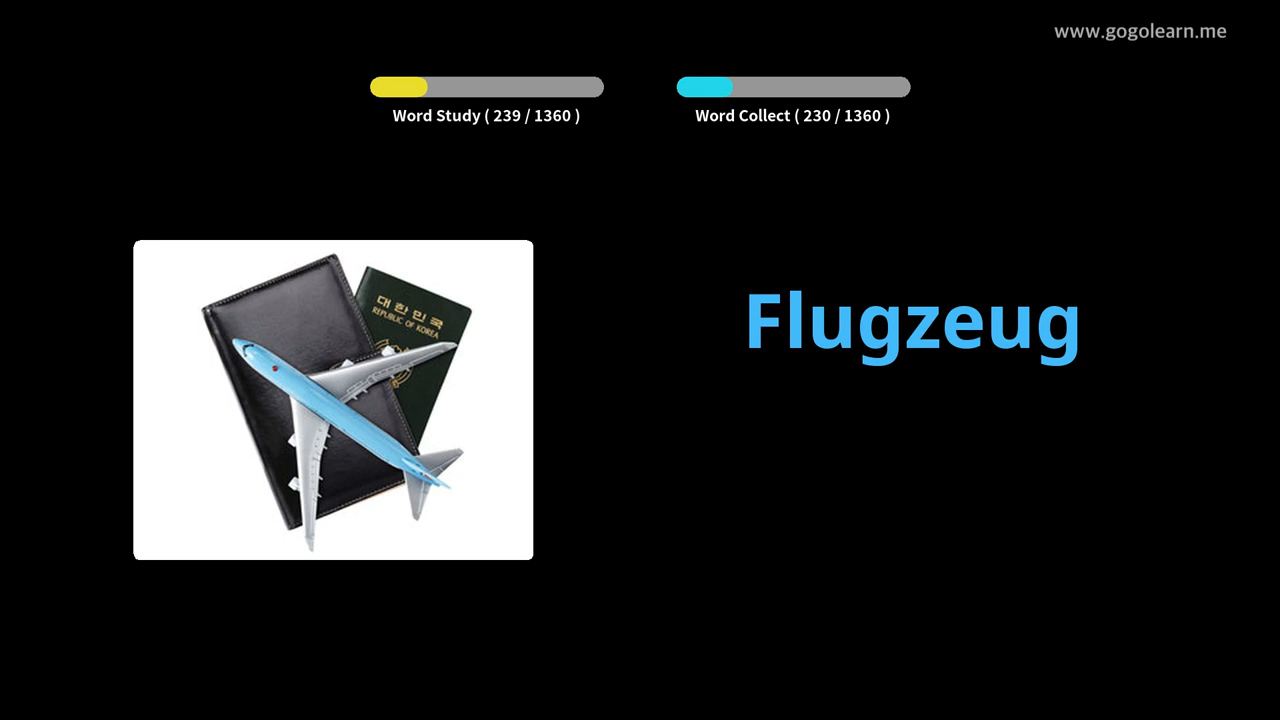 www.gogolearn.me
Word Study ( 239 / 1360 )
Word Collect ( 230 / 1360 )
대한민국
REPUBLIC OF KOREA
Flugzeug